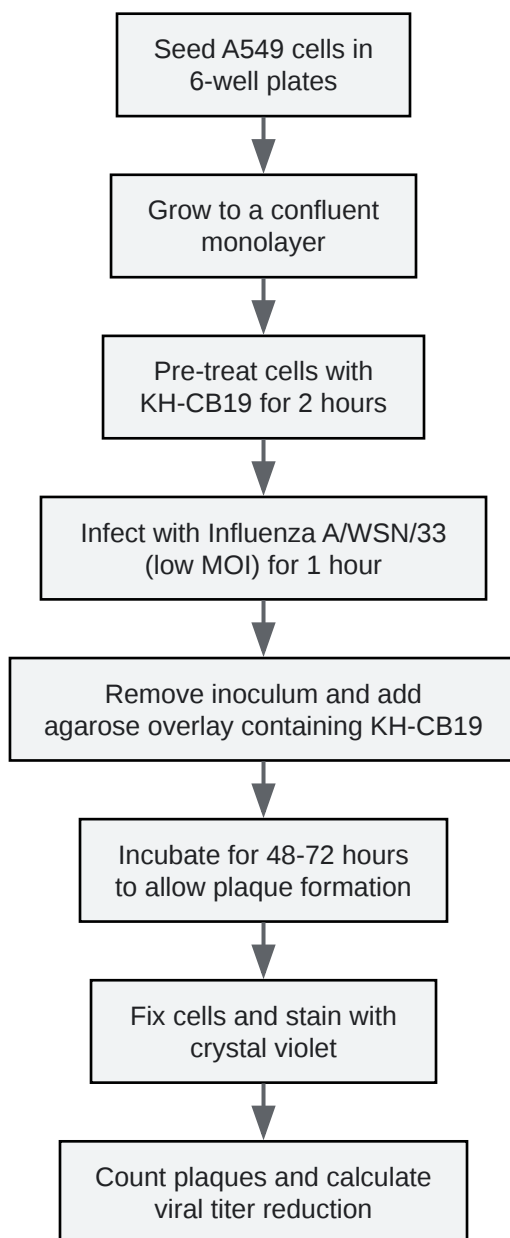 Seed A549 cells in
6-well plates
Grow to a confluent
monolayer
Pre-treat cells with
KH-CB19 for 2 hours
Infect with Influenza A/WSN/33
(low MOI) for 1 hour
Remove inoculum and add
agarose overlay containing KH-CB19
Incubate for 48-72 hours
to allow plaque formation
Fix cells and stain with
crystal violet
Count plaques and calculate
viral titer reduction